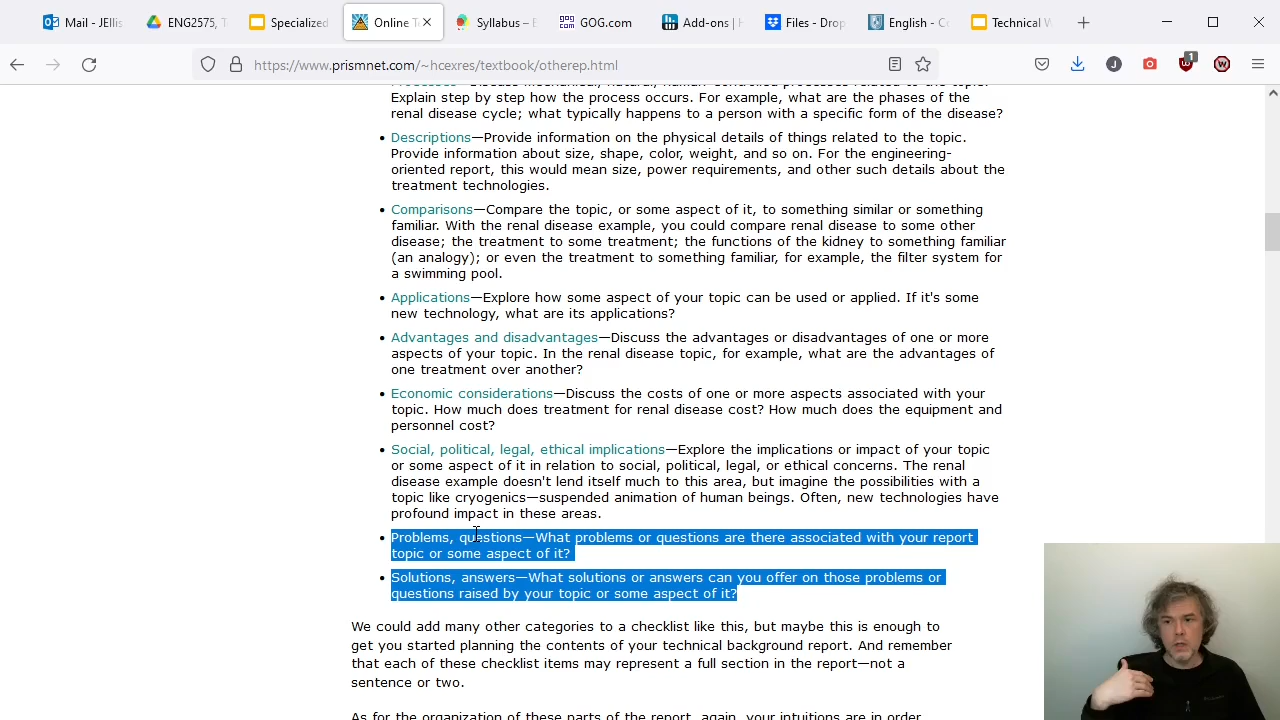 Mail - JEllis
ENG2575, T
Specialized
Online Te
Syllabus – E
GOG.com
Add-ons | H
Files - Drop
English - Co
Technical W
https://www.prismnet.com/~hcexres/textbook/otherep.html
1
Explain step by step how the process occurs. For example, what are the phases of the
renal disease cycle; what typically happens to a person with a specific form of the disease?
• Descriptions—Provide information on the physical details of things related to the topic.
Provide information about size, shape, color, weight, and so on. For the engineering-
oriented report, this would mean size, power requirements, and other such details about the
treatment technologies.
• Comparisons—Compare the topic, or some aspect of it, to something similar or something
familiar. With the renal disease example, you could compare renal disease to some other
disease; the treatment to some treatment; the functions of the kidney to something familiar
(an analogy); or even the treatment to something familiar, for example, the filter system for
a swimming pool.
• Applications—Explore how some aspect of your topic can be used or applied. If it's some
new technology, what are its applications?
• Advantages and disadvantages—Discuss the advantages or disadvantages of one or more
aspects of your topic. In the renal disease topic, for example, what are the advantages of
one treatment over another?
• Economic considerations—Discuss the costs of one or more aspects associated with your
topic. How much does treatment for renal disease cost? How much does the equipment and
personnel cost?
• Social, political, legal, ethical implications—Explore the implications or impact of your topic
or some aspect of it in relation to social, political, legal, or ethical concerns. The renal
disease example doesn't lend itself much to this area, but imagine the possibilities with a
topic like cryogenics—suspended animation of human beings. Often, new technologies have
profound impact in these areas.
• Problems, questions—What problems or questions are there associated with your report
topic or some aspect of it?
• Solutions, answers—What solutions or answers can you offer on those problems or
questions raised by your topic or some aspect of it?
We could add many other categories to a checklist like this, but maybe this is enough to
get you started planning the contents of your technical background report. And remember
that each of these checklist items may represent a full section in the report—not a
sentence or two.
As for the organization of these parts of the report, again, your intuitions are in order.